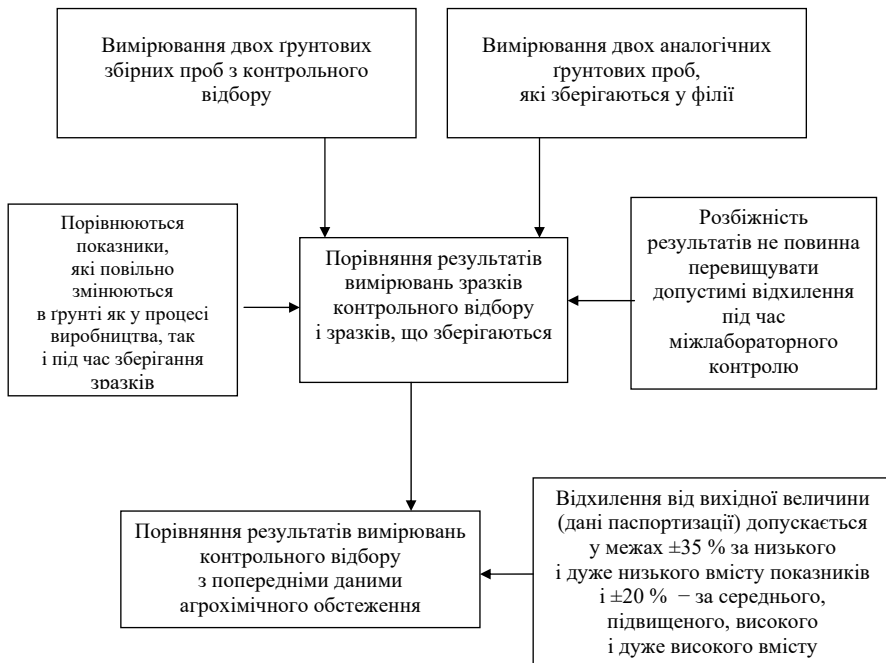 Вимірювання двох ґрунтових
збірних проб з контрольного
відбору
Вимірювання двох аналогічних
ґрунтових проб,
які зберігаються у філії
Порівнюються
показники,
які повільно
змінюються
в ґрунті як у процесі
виробництва, так
і під час зберігання
зразків
Порівняння результатів
вимірювань зразків
контрольного відбору
і зразків, що зберігаються
Розбіжність
результатів не повинна
перевищувати
допустимі відхилення
під час
міжлабораторного
контролю
Порівняння результатів вимірювань
контрольного відбору
з попередніми даними
агрохімічного обстеження
Відхилення від вихідної величини
(дані паспортизації) допускається
у межах ±35 % за низького
і дуже низького вмісту показників
і ±20 % − за середнього,
підвищеного, високого
і дуже високого вмісту